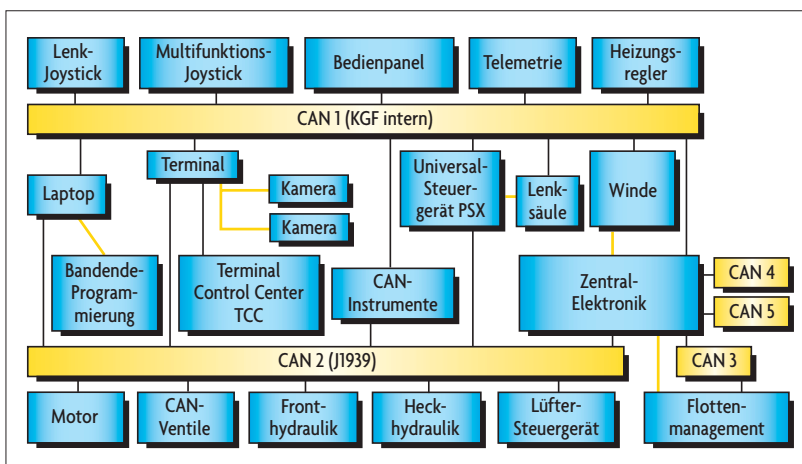 Lenk-
Joystick
Multifunktions-
Joystick
Bedienpanel
Telemetrie
Heizungs-
regler
CAN 1 (KGF intern)
Laptop
Terminal
Kamera
Kamera
Universal-
Steuer-
gerät PSX
Lenk-
säule
Winde
Bandende-
Program-
mierung
Terminal
Control Center
TCC
CAN-
Instrumente
Zentral-
Elektronik
CAN 4
CAN 5
CAN 2 (J1939)
CAN 3
Motor
CAN-
Ventile
Front-
hydraulik
Heck-
hydraulik
Lüfter-
Steuergerät
Flotten-
management